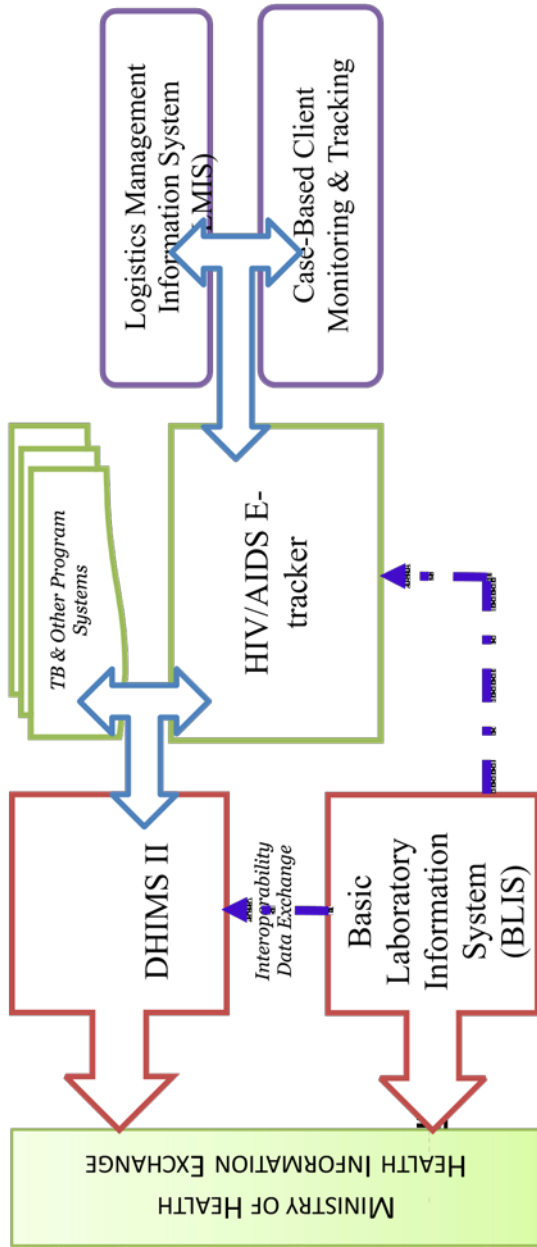 MINISTRY OF HEALTH
HEALTH INFORMATION EXCHANGE
DHIMS II
Interoperability
Data Exchange
Basic
Laboratory
Information
System
(BLIS)
TB & Other Program
Systems
HIV/AIDS E-
tracker
Logistics Management
Information System
(LMIS)
Case-Based Client
Monitoring & Tracking